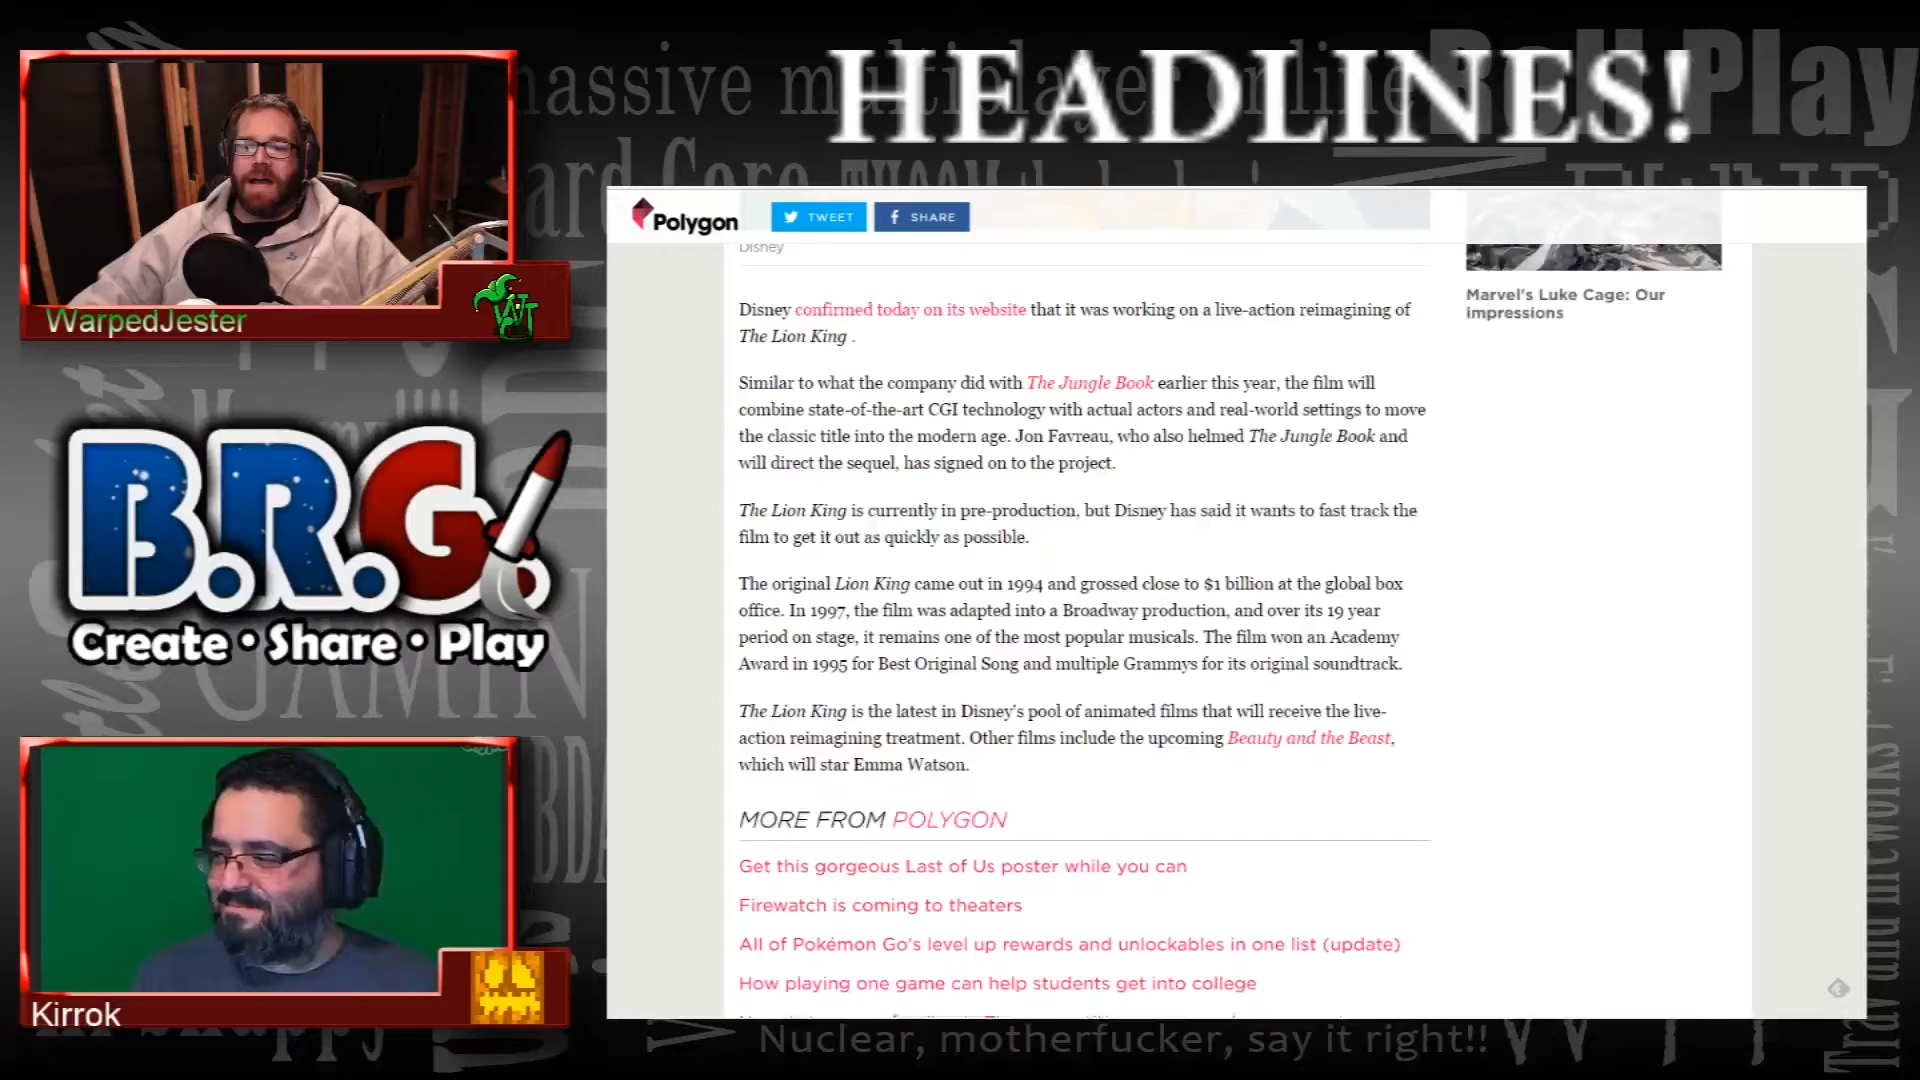 HEADLINES!
massive multiplayer online
Roll Play
Hard Core
WarpedJester
WT
Polygon
TWEET
SHARE
Disney
Disney confirmed today on its website that it was working on a live-action reimagining of
The Lion King .
Similar to what the company did with The Jungle Book earlier this year, the film will
combine state-of-the-art CGI technology with actual actors and real-world settings to move
the classic title into the modern age. Jon Favreau, who also helmed The Jungle Book and
will direct the sequel, has signed on to the project.
The Lion King is currently in pre-production, but Disney has said it wants to fast track the
film to get it out as quickly as possible.
The original Lion King came out in 1994 and grossed close to $1 billion at the global box
office. In 1997, the film was adapted into a Broadway production, and over its 19 year
period on stage, it remains one of the most popular musicals. The film won an Academy
Award in 1995 for Best Original Song and multiple Grammys for its original soundtrack.
The Lion King is the latest in Disney's pool of animated films that will receive the live-
action reimagining treatment. Other films include the upcoming Beauty and the Beast,
which will star Emma Watson.
MORE FROM POLYGON
Get this gorgeous Last of Us poster while you can
Firewatch is coming to theaters
All of Pokémon Go's level up rewards and unlockables in one list (update)
How playing one game can help students get into college
Marvel's Luke Cage: Our
impressions
B.R.G.
Create • Share • Play
GAMIN
Kirrok
Nuclear, motherfucker, say it right!!